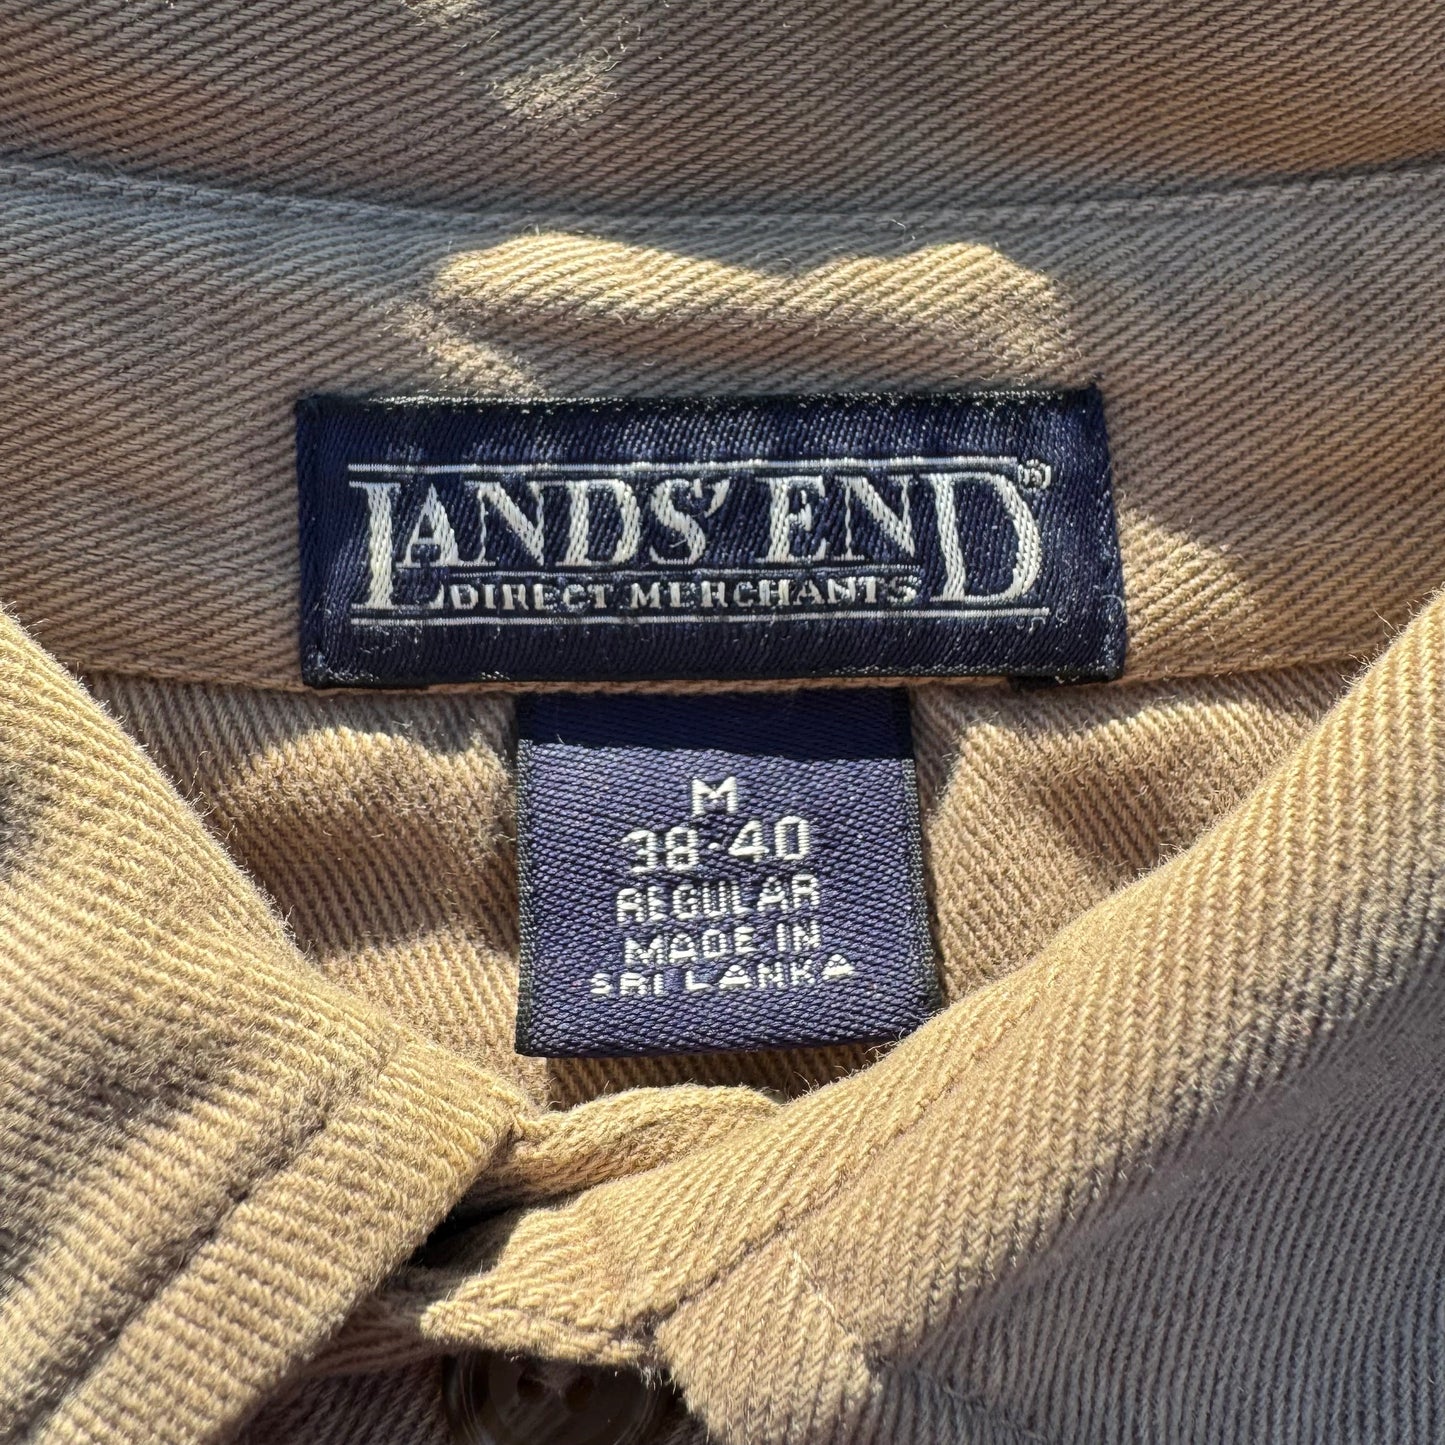 LANDS' END®
DIRECT MERCHANTS
M
38-40
REGULAR
MADE IN
SRI LANKA